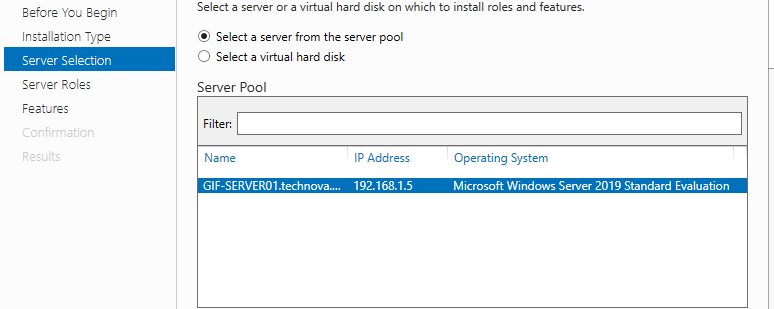 Before You Begin
Installation Type
Server Selection
Server Roles
Features
Confirmation
Results
Select a server or a virtual hard disk on which to install roles and features.
Select a server from the server pool
Select a virtual hard disk
Server Pool
Filter:
Name IP Address Operating System
GIF-SERVER01.technova.... 192.168.1.5 Microsoft Windows Server 2019 Standard Evaluation